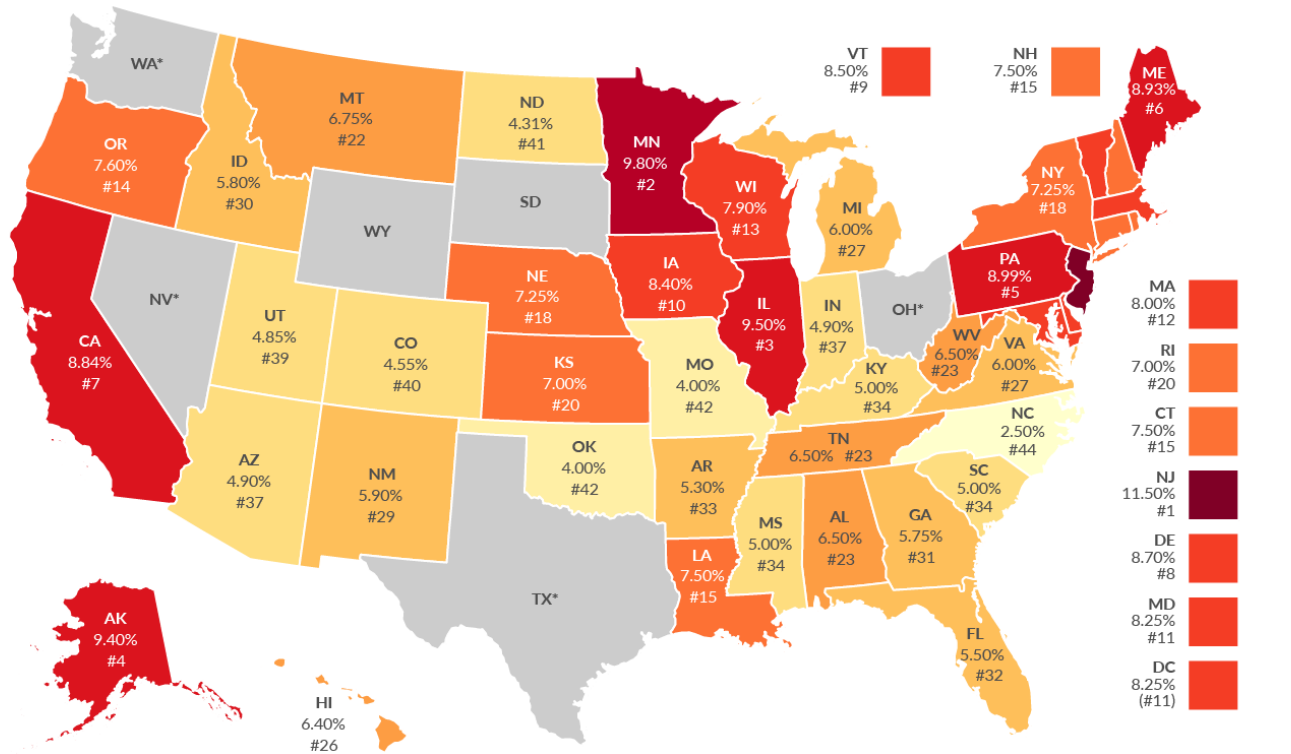 WA*
MT
6.75%
#22
ND
4.31%
#41
MN
9.80%
#2
VT
8.50%
#9
NH
7.50%
#15
ME
8.93%
#6
OR
7.60%
#14
ID
5.80%
#30
WY
SD
WI
7.90%
#13
MI
6.00%
#27
NY
7.25%
#18
CA
8.84%
#7
NV*
UT
4.85%
#39
CO
4.55%
#40
NE
7.25%
#18
KS
7.00%
#20
IA
8.40%
#10
IL
9.50%
#3
MO
4.00%
#42
IN
4.90%
#37
OH*
PA
8.99%
#5
WV
6.50%
#23
VA
6.00%
#27
KY
5.00%
#34
NC
2.50%
#44
TN
6.50% #23
SC
5.00%
#34
AZ
4.90%
#37
NM
5.90%
#29
OK
4.00%
#42
AR
5.30%
#33
MS
5.00%
#34
AL
6.50%
#23
GA
5.75%
#31
LA
7.50%
#15
TX*
FL
5.50%
#32
AK
9.40%
#4
HI
6.40%
#26
MA
8.00%
#12
RI
7.00%
#20
CT
7.50%
#15
NJ
11.50%
#1
DE
8.70%
#8
MD
8.25%
#11
DC
8.25%
(#11)